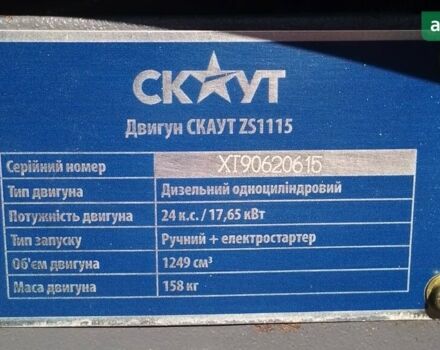 СКАУТ
Двигун СКАУТ ZS1115
Серійний номер XT90620615
Тип двигуна Дизельний одноциліндровий
Потужність двигуна 24 к.с. / 17,65 кВт
Тип запуску Ручний + електростартер
Об'єм двигуна 1249 см³
Маса двигуна 158 кг